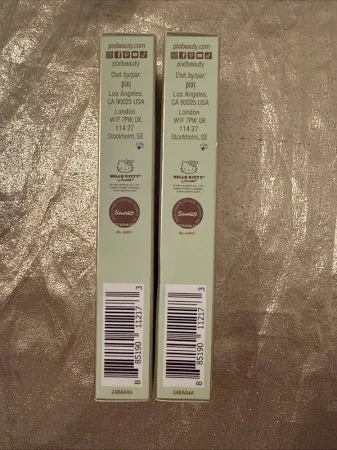 pixibeauty.com
pixibeauty
Dist by/par:
pixi
Los Angeles,
CA 90025 USA
London
W1F 7PW, UK
114 27
Stockholm, SE
HELLO KITTY
Sanrio
8 85190 11217 3
248A04A
pixibeauty.com
pixibeauty
Dist by/par:
pixi
Los Angeles,
CA 90025 USA
London
W1F 7PW, UK
114 27
Stockholm, SE
HELLO KITTY
Sanrio
8 85190 11217 3
248A04A